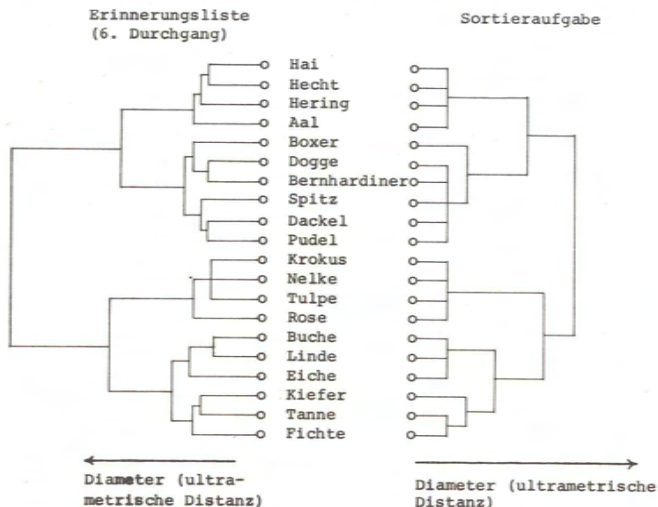 Erinnerungsliste
(6. Durchgang)
Sortieraufgabe
Hai
Hecht
Hering
Aal
Boxer
Dogge
Bernhardiner
Spitz
Dackel
Pudel
Krokus
Nelke
Tulpe
Rose
Buche
Linde
Eiche
Kiefer
Tanne
Fichte
Diameter (ultra-
metrische Distanz)
Diameter (ultrametrische
Distanz)